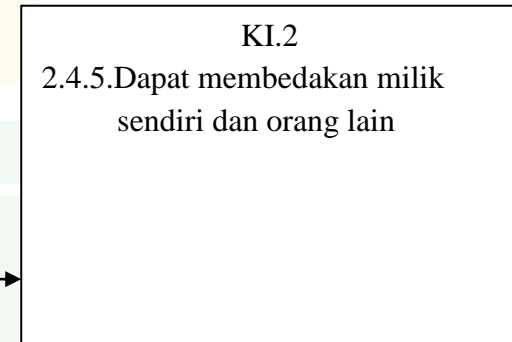 KI.2
2.4.5.Dapat membedakan milik
sendiri dan orang lain